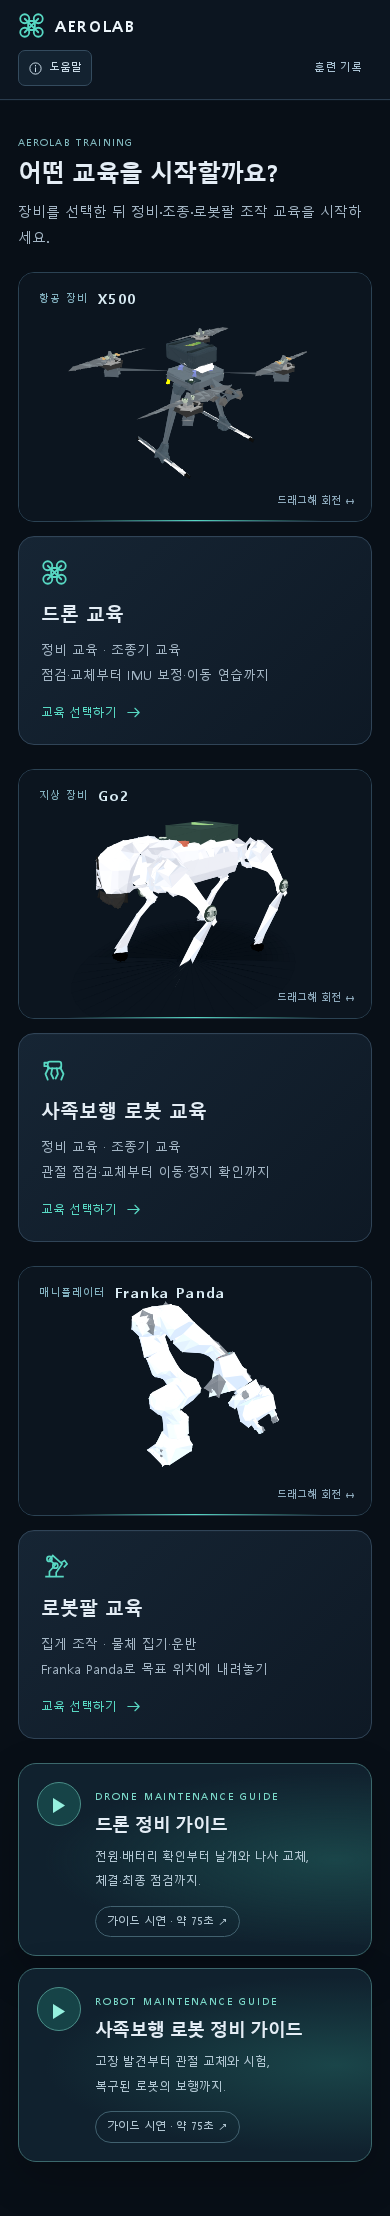 AEROLAB
도움말
훈련 기록
AEROLAB TRAINING
어떤 교육을 시작할까요?
장비를 선택한 뒤 정비·조종·로봇팔 조작 교육을 시작하
세요.
항공 장비 X500
드래그해 회전 ↔
드론 교육
정비 교육 · 조종기 교육
점검·교체부터 IMU 보정·이동 연습까지
교육 선택하기 →
지상 장비 Go2
드래그해 회전 ↔
사족보행 로봇 교육
정비 교육 · 조종기 교육
관절 점검·교체부터 이동·정지 확인까지
교육 선택하기 →
매니퓰레이터 Franka Panda
드래그해 회전 ↔
로봇팔 교육
집게 조작 · 물체 집기·운반
Franka Panda로 목표 위치에 내려놓기
교육 선택하기 →
DRONE MAINTENANCE GUIDE
드론 정비 가이드
전원·배터리 확인부터 날개와 나사 교체,
체결·최종 점검까지.
가이드 시연 · 약 75초 ↗
ROBOT MAINTENANCE GUIDE
사족보행 로봇 정비 가이드
고장 발견부터 관절 교체와 시험,
복구된 로봇의 보행까지.
가이드 시연 · 약 75초 ↗